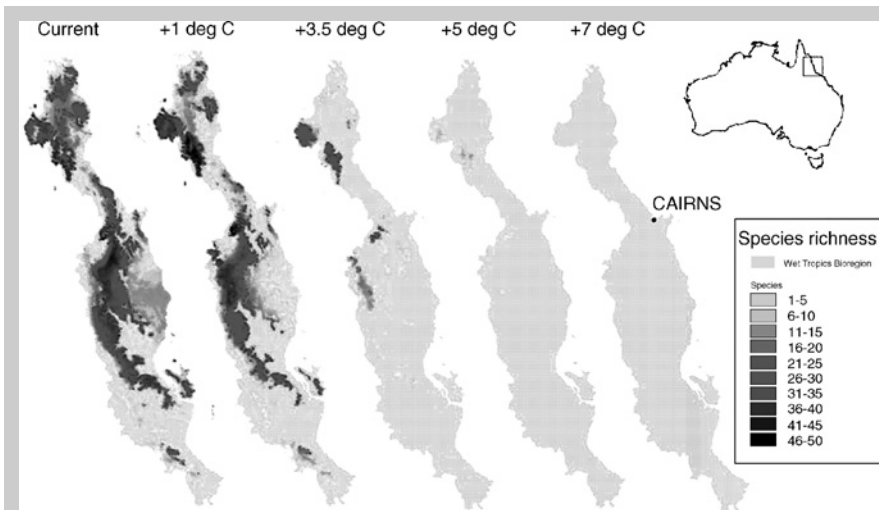 Current +1 deg C +3.5 deg C +5 deg C +7 deg C
CAIRNS
Species richness
Wet Tropics Bioregion
Species
1-5
6-10
11-15
16-20
21-25
26-30
31-35
36-40
41-45
46-50